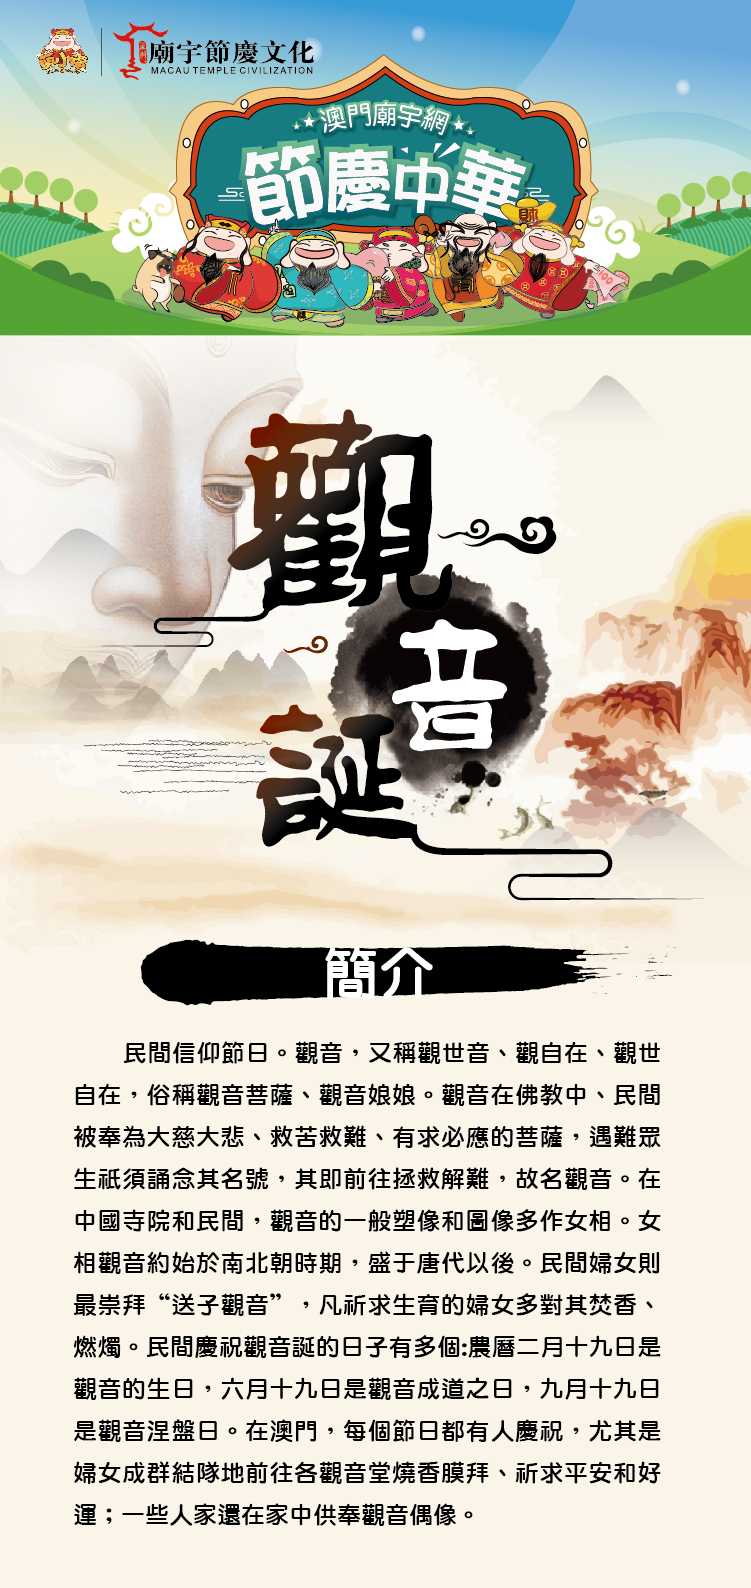 廟宇節慶文化
MACAU TEMPLE CIVILIZATION
澳門廟宇網
節慶中華
財
100
觀
音
誕
簡介
民間信仰節日。觀音，又稱觀世音、觀自在、觀世
自在，俗稱觀音菩薩、觀音娘娘。觀音在佛教中、民間
被奉為大慈大悲、救苦救難、有求必應的菩薩，遇難眾
生祇須誦念其名號，其即前往拯救解難，故名觀音。在
中國寺院和民間，觀音的一般塑像和圖像多作女相。女
相觀音約始於南北朝時期，盛于唐代以後。民間婦女則
最崇拜“送子觀音”，凡祈求生育的婦女多對其焚香、
燃燭。民間慶祝觀音誕的日子有多個:農曆二月十九日是
觀音的生日，六月十九日是觀音成道之日，九月十九日
是觀音涅盤日。在澳門，每個節日都有人慶祝，尤其是
婦女成群結隊地前往各觀音堂燒香膜拜、祈求平安和好
運；一些人家還在家中供奉觀音偶像。